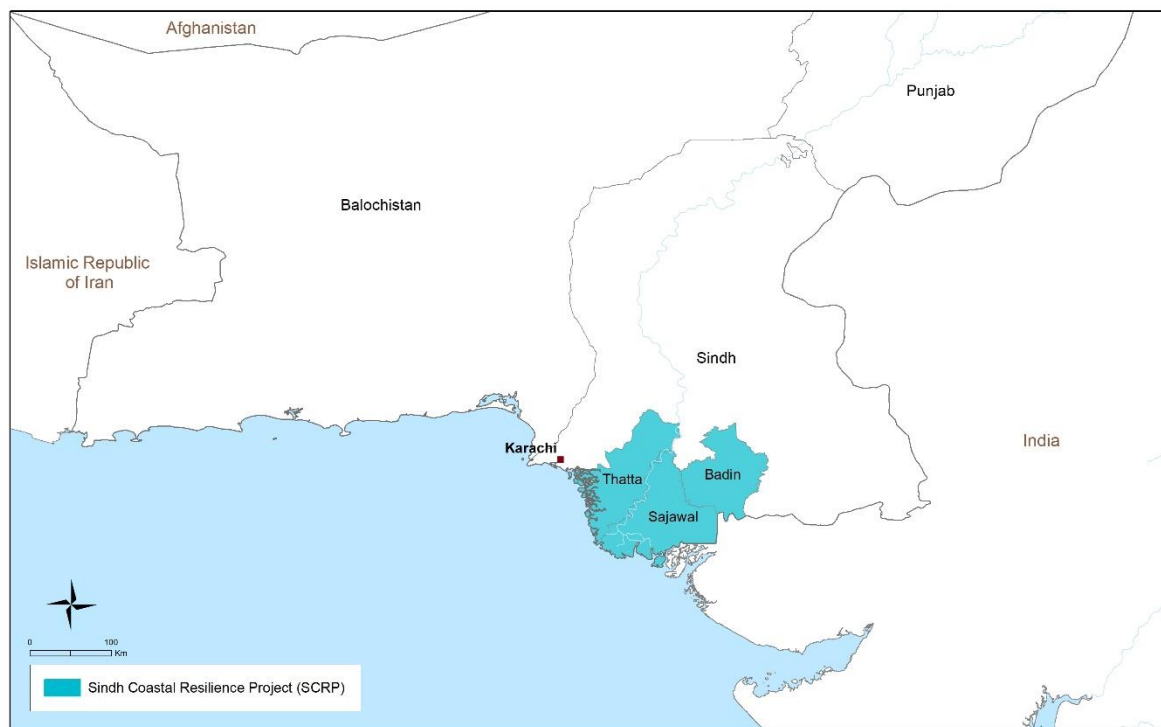 Afghanistan
Punjab
Balochistan
Islamic Republic
of Iran
Sindh
Karachi
India
Thatta
Badin
Sajawal
0 100
Km
Sindh Coastal Resilience Project (SCRP)